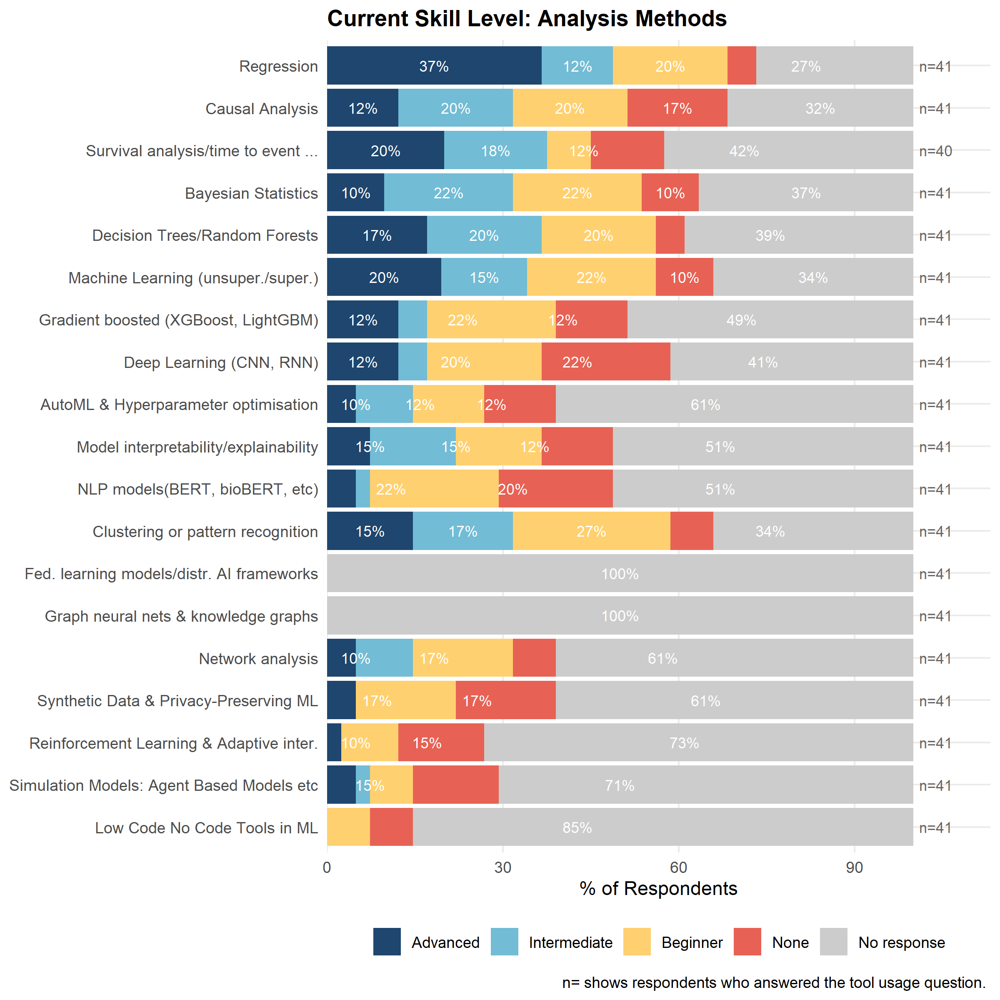 Current Skill Level: Analysis Methods
Regression 37% 12% 20% 27% n=41
Causal Analysis 12% 20% 20% 17% 32% n=41
Survival analysis/time to event ... 20% 18% 12% 42% n=40
Bayesian Statistics 10% 22% 22% 10% 37% n=41
Decision Trees/Random Forests 17% 20% 20% 39% n=41
Machine Learning (unsuper./super.) 20% 15% 22% 10% 34% n=41
Gradient boosted (XGBoost, LightGBM) 12% 22% 12% 49% n=41
Deep Learning (CNN, RNN) 12% 20% 22% 41% n=41
AutoML & Hyperparameter optimisation 10% 12% 12% 61% n=41
Model interpretability/explainability 15% 15% 12% 51% n=41
NLP models(BERT, bioBERT, etc) 22% 20% 51% n=41
Clustering or pattern recognition 15% 17% 27% 34% n=41
Fed. learning models/distr. AI frameworks 100% n=41
Graph neural nets & knowledge graphs 100% n=41
Network analysis 10% 17% 61% n=41
Synthetic Data & Privacy-Preserving ML 17% 17% 61% n=41
Reinforcement Learning & Adaptive inter. 10% 15% 73% n=41
Simulation Models: Agent Based Models etc 15% 71% n=41
Low Code No Code Tools in ML 85% n=41
0 30 60 90
% of Respondents
Advanced Intermediate Beginner None No response
n= shows respondents who answered the tool usage question.